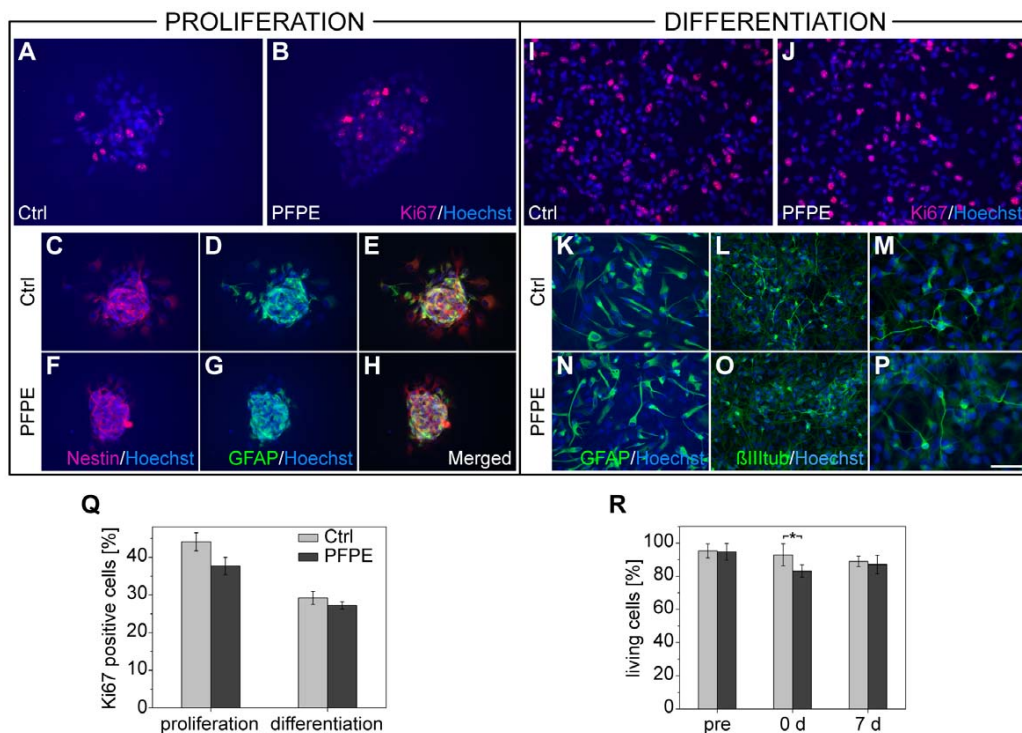 PROLIFERATION
DIFFERENTIATION
A
B
I
J
Ctrl
PFPE
Ki67/Hoechst
Ctrl
PFPE
Ki67/Hoechst
Ctrl
C
D
E
K
L
M
PFPE
F
G
H
N
O
P
Nestin/Hoechst
GFAP/Hoechst
Merged
GFAP/Hoechst
ßIIItub/Hoechst
Q
Ki67 positive cells [%]
40
30
20
10
0
Ctrl
PFPE
proliferation
differentiation
R
living cells [%]
100
80
60
40
20
0
*
pre
0 d
7 d